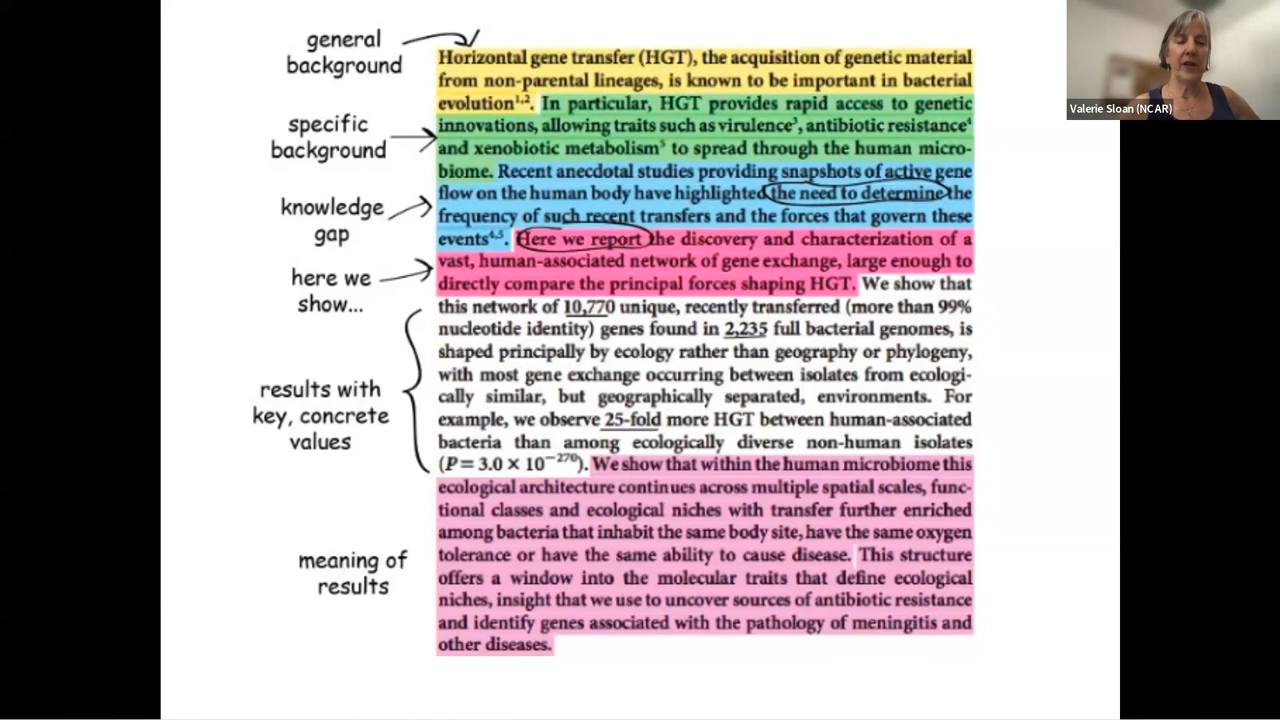 general
background
specific
background
knowledge
gap
here we
show...
results with
key, concrete
values
meaning of
results
Horizontal gene transfer (HGT), the acquisition of genetic material
from non-parental lineages, is known to be important in bacterial
evolution¹,². In particular, HGT provides rapid access to genetic
innovations, allowing traits such as virulence³, antibiotic resistance⁴
and xenobiotic metabolism⁵ to spread through the human micro-
biome. Recent anecdotal studies providing snapshots of active gene
flow on the human body have highlighted the need to determine the
frequency of such recent transfers and the forces that govern these
events⁴,⁵. Here we report the discovery and characterization of a
vast, human-associated network of gene exchange, large enough to
directly compare the principal forces shaping HGT. We show that
this network of 10,770 unique, recently transferred (more than 99%
nucleotide identity) genes found in 2,235 full bacterial genomes, is
shaped principally by ecology rather than geography or phylogeny,
with most gene exchange occurring between isolates from ecologi-
cally similar, but geographically separated, environments. For
example, we observe 25-fold more HGT between human-associated
bacteria than among ecologically diverse non-human isolates
(P = 3.0 × 10⁻²⁷⁰). We show that within the human microbiome this
ecological architecture continues across multiple spatial scales, func-
tional classes and ecological niches with transfer further enriched
among bacteria that inhabit the same body site, have the same oxygen
tolerance or have the same ability to cause disease. This structure
offers a window into the molecular traits that define ecological
niches, insight that we use to uncover sources of antibiotic resistance
and identify genes associated with the pathology of meningitis and
other diseases.
Valerie Sloan (NCAR)